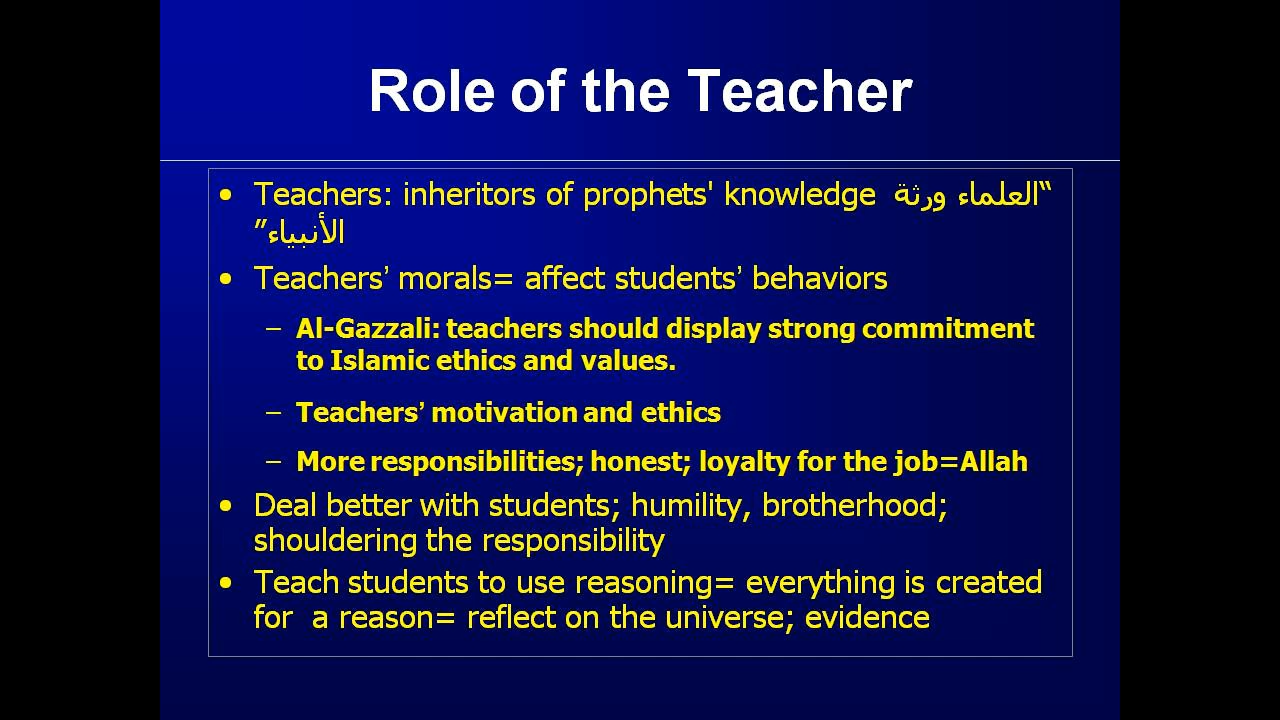 Role of the Teacher
• Teachers: inheritors of prophets' knowledge “العلماء ورثة
الأنبياء”
• Teachers’ morals= affect students’ behaviors
– Al-Gazzali: teachers should display strong commitment
to Islamic ethics and values.
– Teachers’ motivation and ethics
– More responsibilities; honest; loyalty for the job=Allah
• Deal better with students; humility, brotherhood;
shouldering the responsibility
• Teach students to use reasoning= everything is created
for  a reason= reflect on the universe; evidence